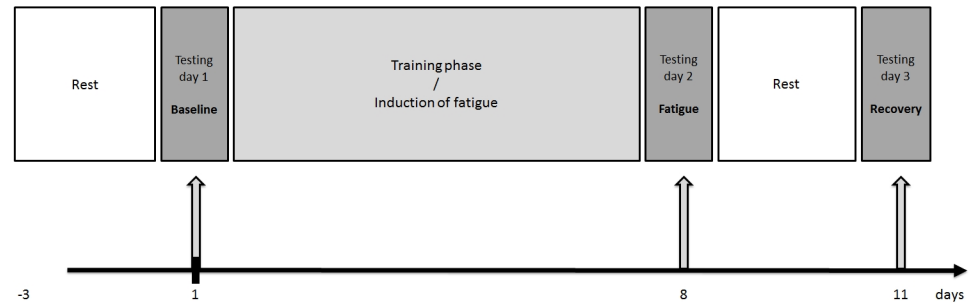 Rest
Testing
day 1
Baseline
Training phase
/
Induction of fatigue
Testing
day 2
Fatigue
Rest
Testing
day 3
Recovery
-3
1
8
11
days